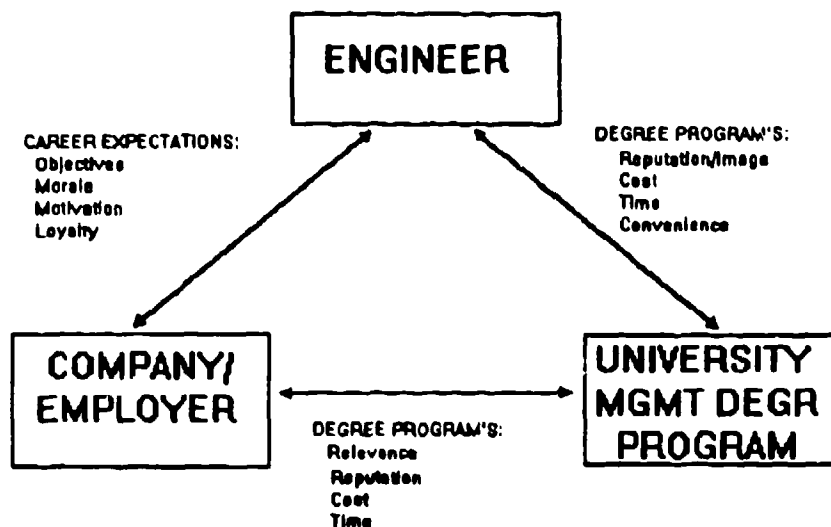 ENGINEER
CAREER EXPECTATIONS:
Objectives
Morale
Motivation
Loyalty
DEGREE PROGRAM'S:
Reputation/Image
Cost
Time
Convenience
COMPANY/
EMPLOYER
UNIVERSITY
MGMT DEGR
PROGRAM
DEGREE PROGRAM'S:
Relevance
Reputation
Cost
Time